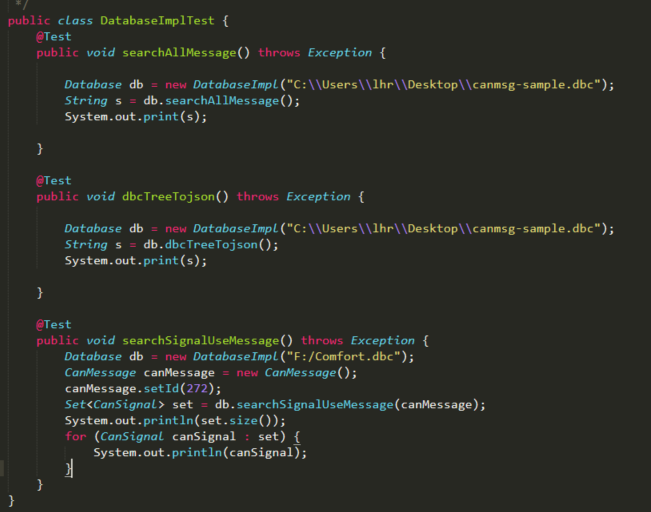 */
public class DatabaseImplTest {
@Test
public void searchAllMessage() throws Exception {
Database db = new DatabaseImpl("C:\\Users\\lhr\\Desktop\\canmsg-sample.dbc");
String s = db.searchAllMessage();
System.out.print(s);
}
@Test
public void dbcTreeTojson() throws Exception {
Database db = new DatabaseImpl("C:\\Users\\lhr\\Desktop\\canmsg-sample.dbc");
String s = db.dbcTreeTojson();
System.out.print(s);
}
@Test
public void searchSignalUseMessage() throws Exception {
Database db = new DatabaseImpl("F:/Comfort.dbc");
CanMessage canMessage = new CanMessage();
canMessage.setId(272);
Set<CanSignal> set = db.searchSignalUseMessage(canMessage);
System.out.println(set.size());
for (CanSignal canSignal : set) {
System.out.println(canSignal);
}
}
}